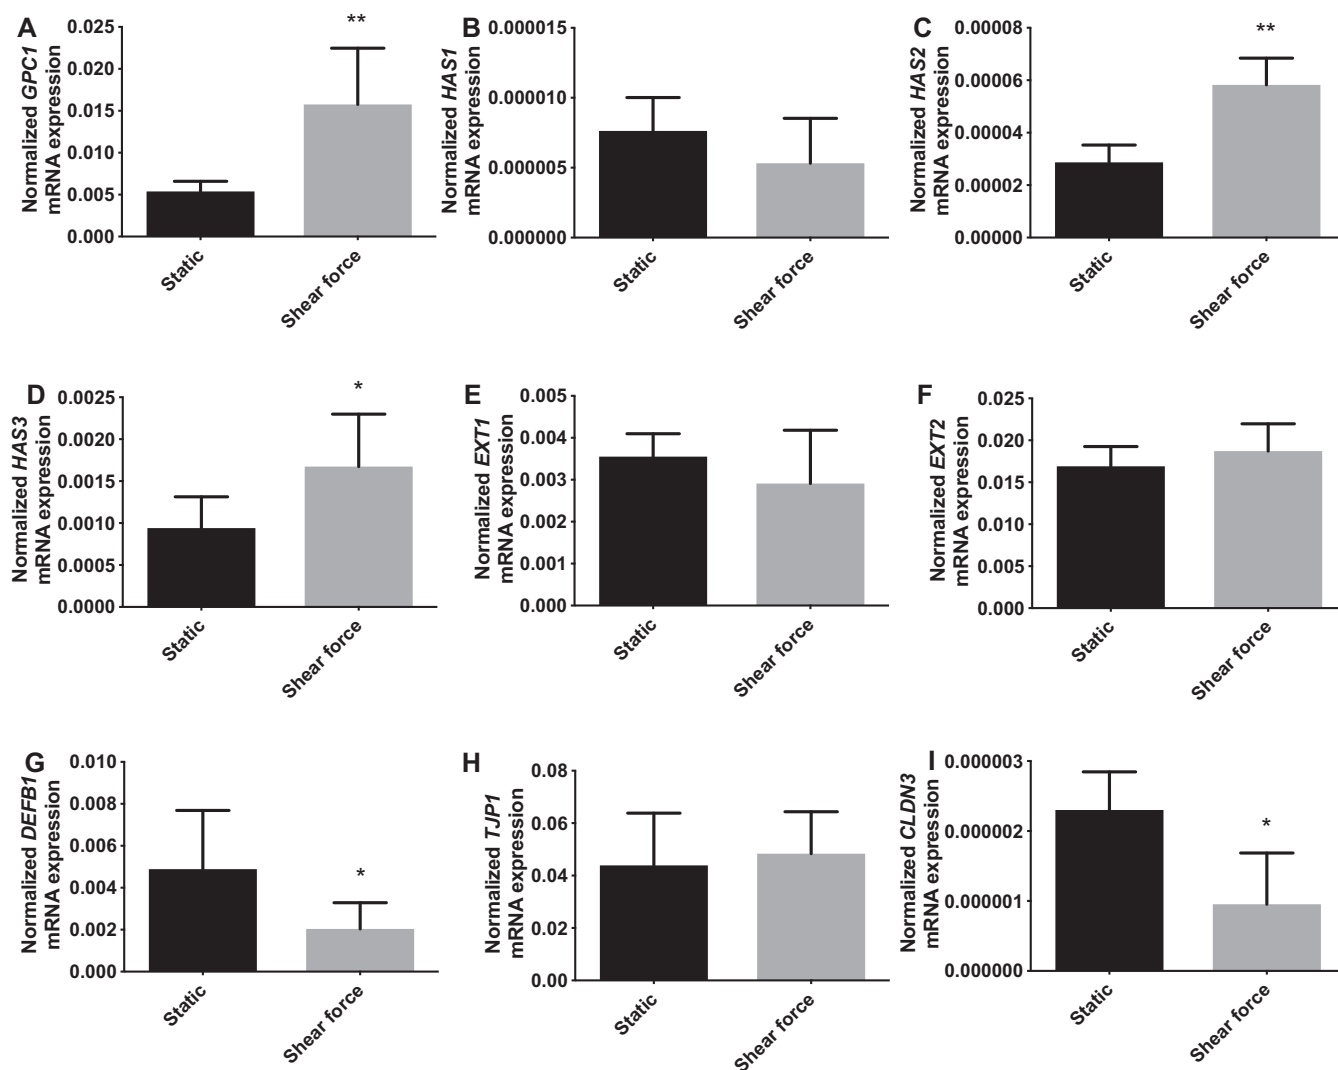 A
Normalized GPC1
mRNA expression
0.025
0.020
0.015
0.010
0.005
0.000
**
Static
Shear force
B
Normalized HAS1
mRNA expression
0.000015
0.000010
0.000005
0.000000
Static
Shear force
C
Normalized HAS2
mRNA expression
0.00008
0.00006
0.00004
0.00002
0.00000
**
Static
Shear force
D
Normalized HAS3
mRNA expression
0.0025
0.0020
0.0015
0.0010
0.0005
0.0000
*
Static
Shear force
E
Normalized EXT1
mRNA expression
0.005
0.004
0.003
0.002
0.001
0.000
Static
Shear force
F
Normalized EXT2
mRNA expression
0.025
0.020
0.015
0.010
0.005
0.000
Static
Shear force
G
Normalized DEFB1
mRNA expression
0.010
0.008
0.006
0.004
0.002
0.000
*
Static
Shear force
H
Normalized TJP1
mRNA expression
0.08
0.06
0.04
0.02
0.00
Static
Shear force
I
Normalized CLDN3
mRNA expression
0.000003
0.000002
0.000001
0.000000
*
Static
Shear force